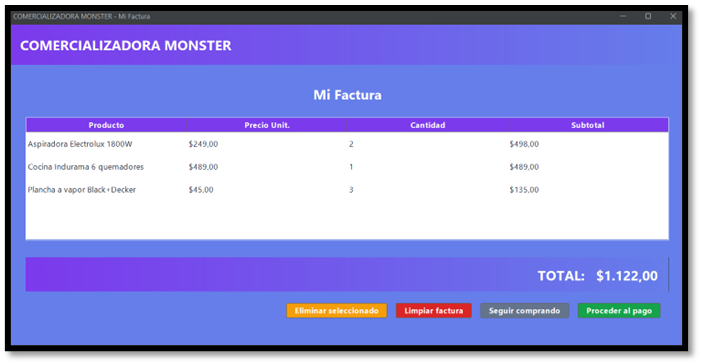 COMERCIALIZADORA MONSTER - Mi Factura
COMERCIALIZADORA MONSTER
Mi Factura
Producto Precio Unit. Cantidad Subtotal
Aspiradora Electrolux 1800W $249,00 2 $498,00
Cocina Indurama 6 quemadores $489,00 1 $489,00
Plancha a vapor Black+Decker $45,00 3 $135,00
TOTAL: $1.122,00
Eliminar seleccionado Limpiar factura Seguir comprando Proceder al pago